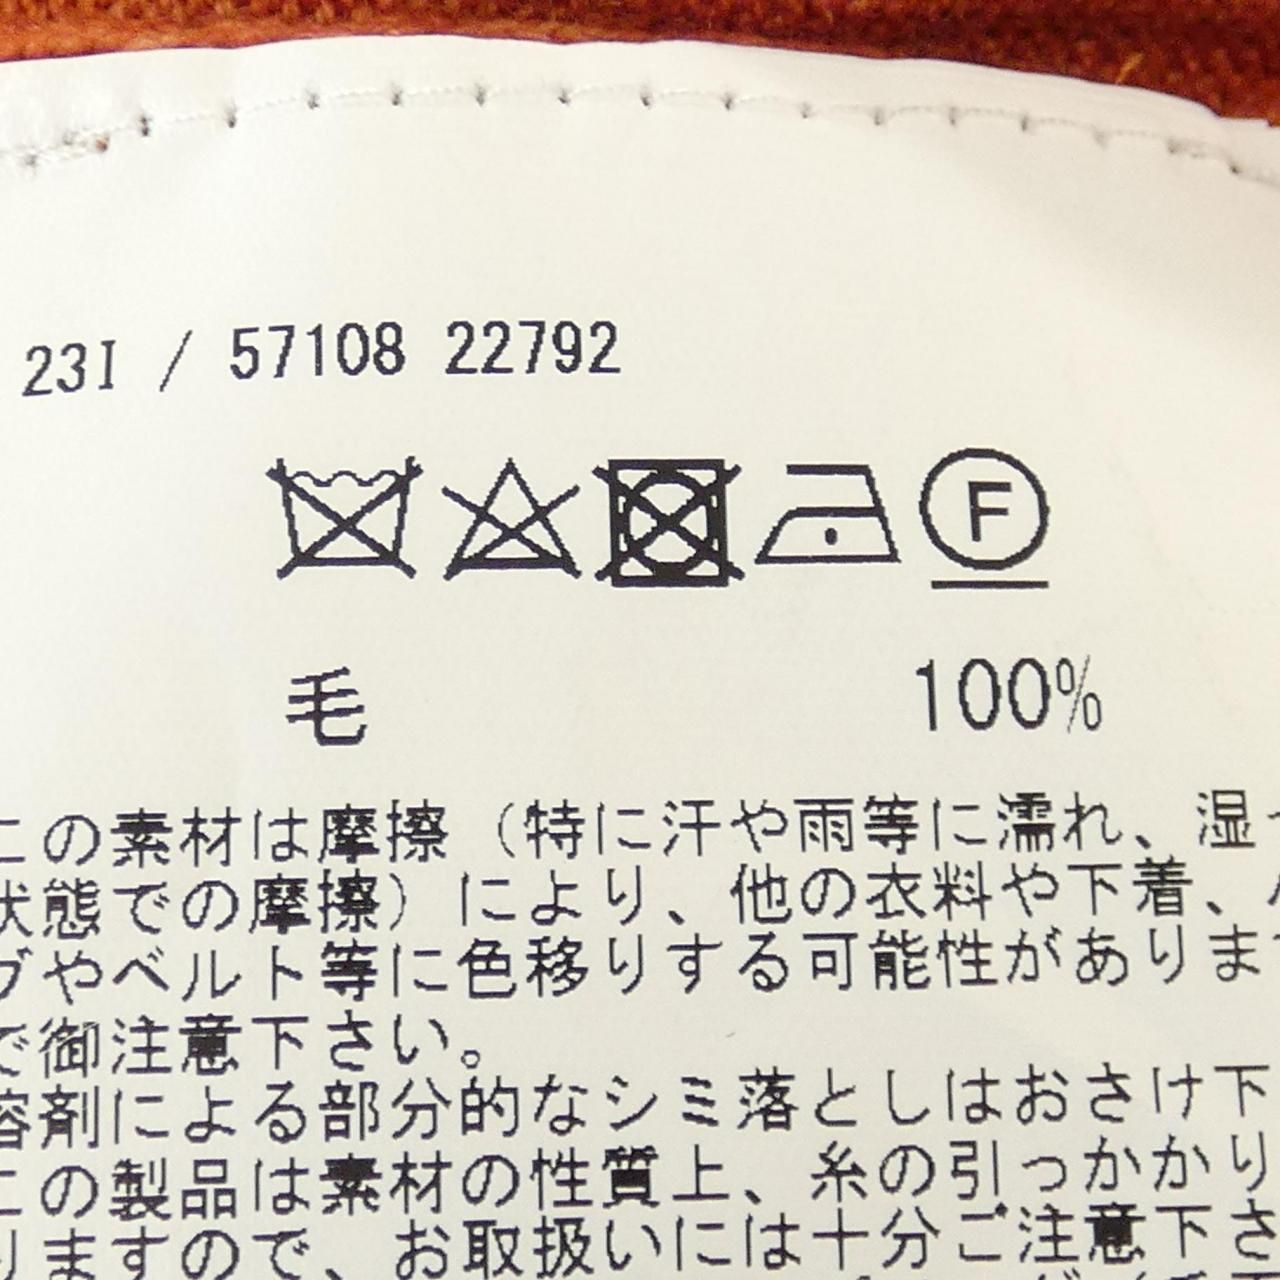 23I / 57108 22792
F
毛 100%
この素材は摩擦（特に汗や雨等に濡れ、湿っ
状態での摩擦）により、他の衣料や下着、
グやベルト等に色移りする可能性がありま
で御注意下さい。
溶剤による部分的なシミ落としはおさけ下
この製品は素材の性質上、糸の引っかかり
りますので、お取扱いには十分ご注意下さ